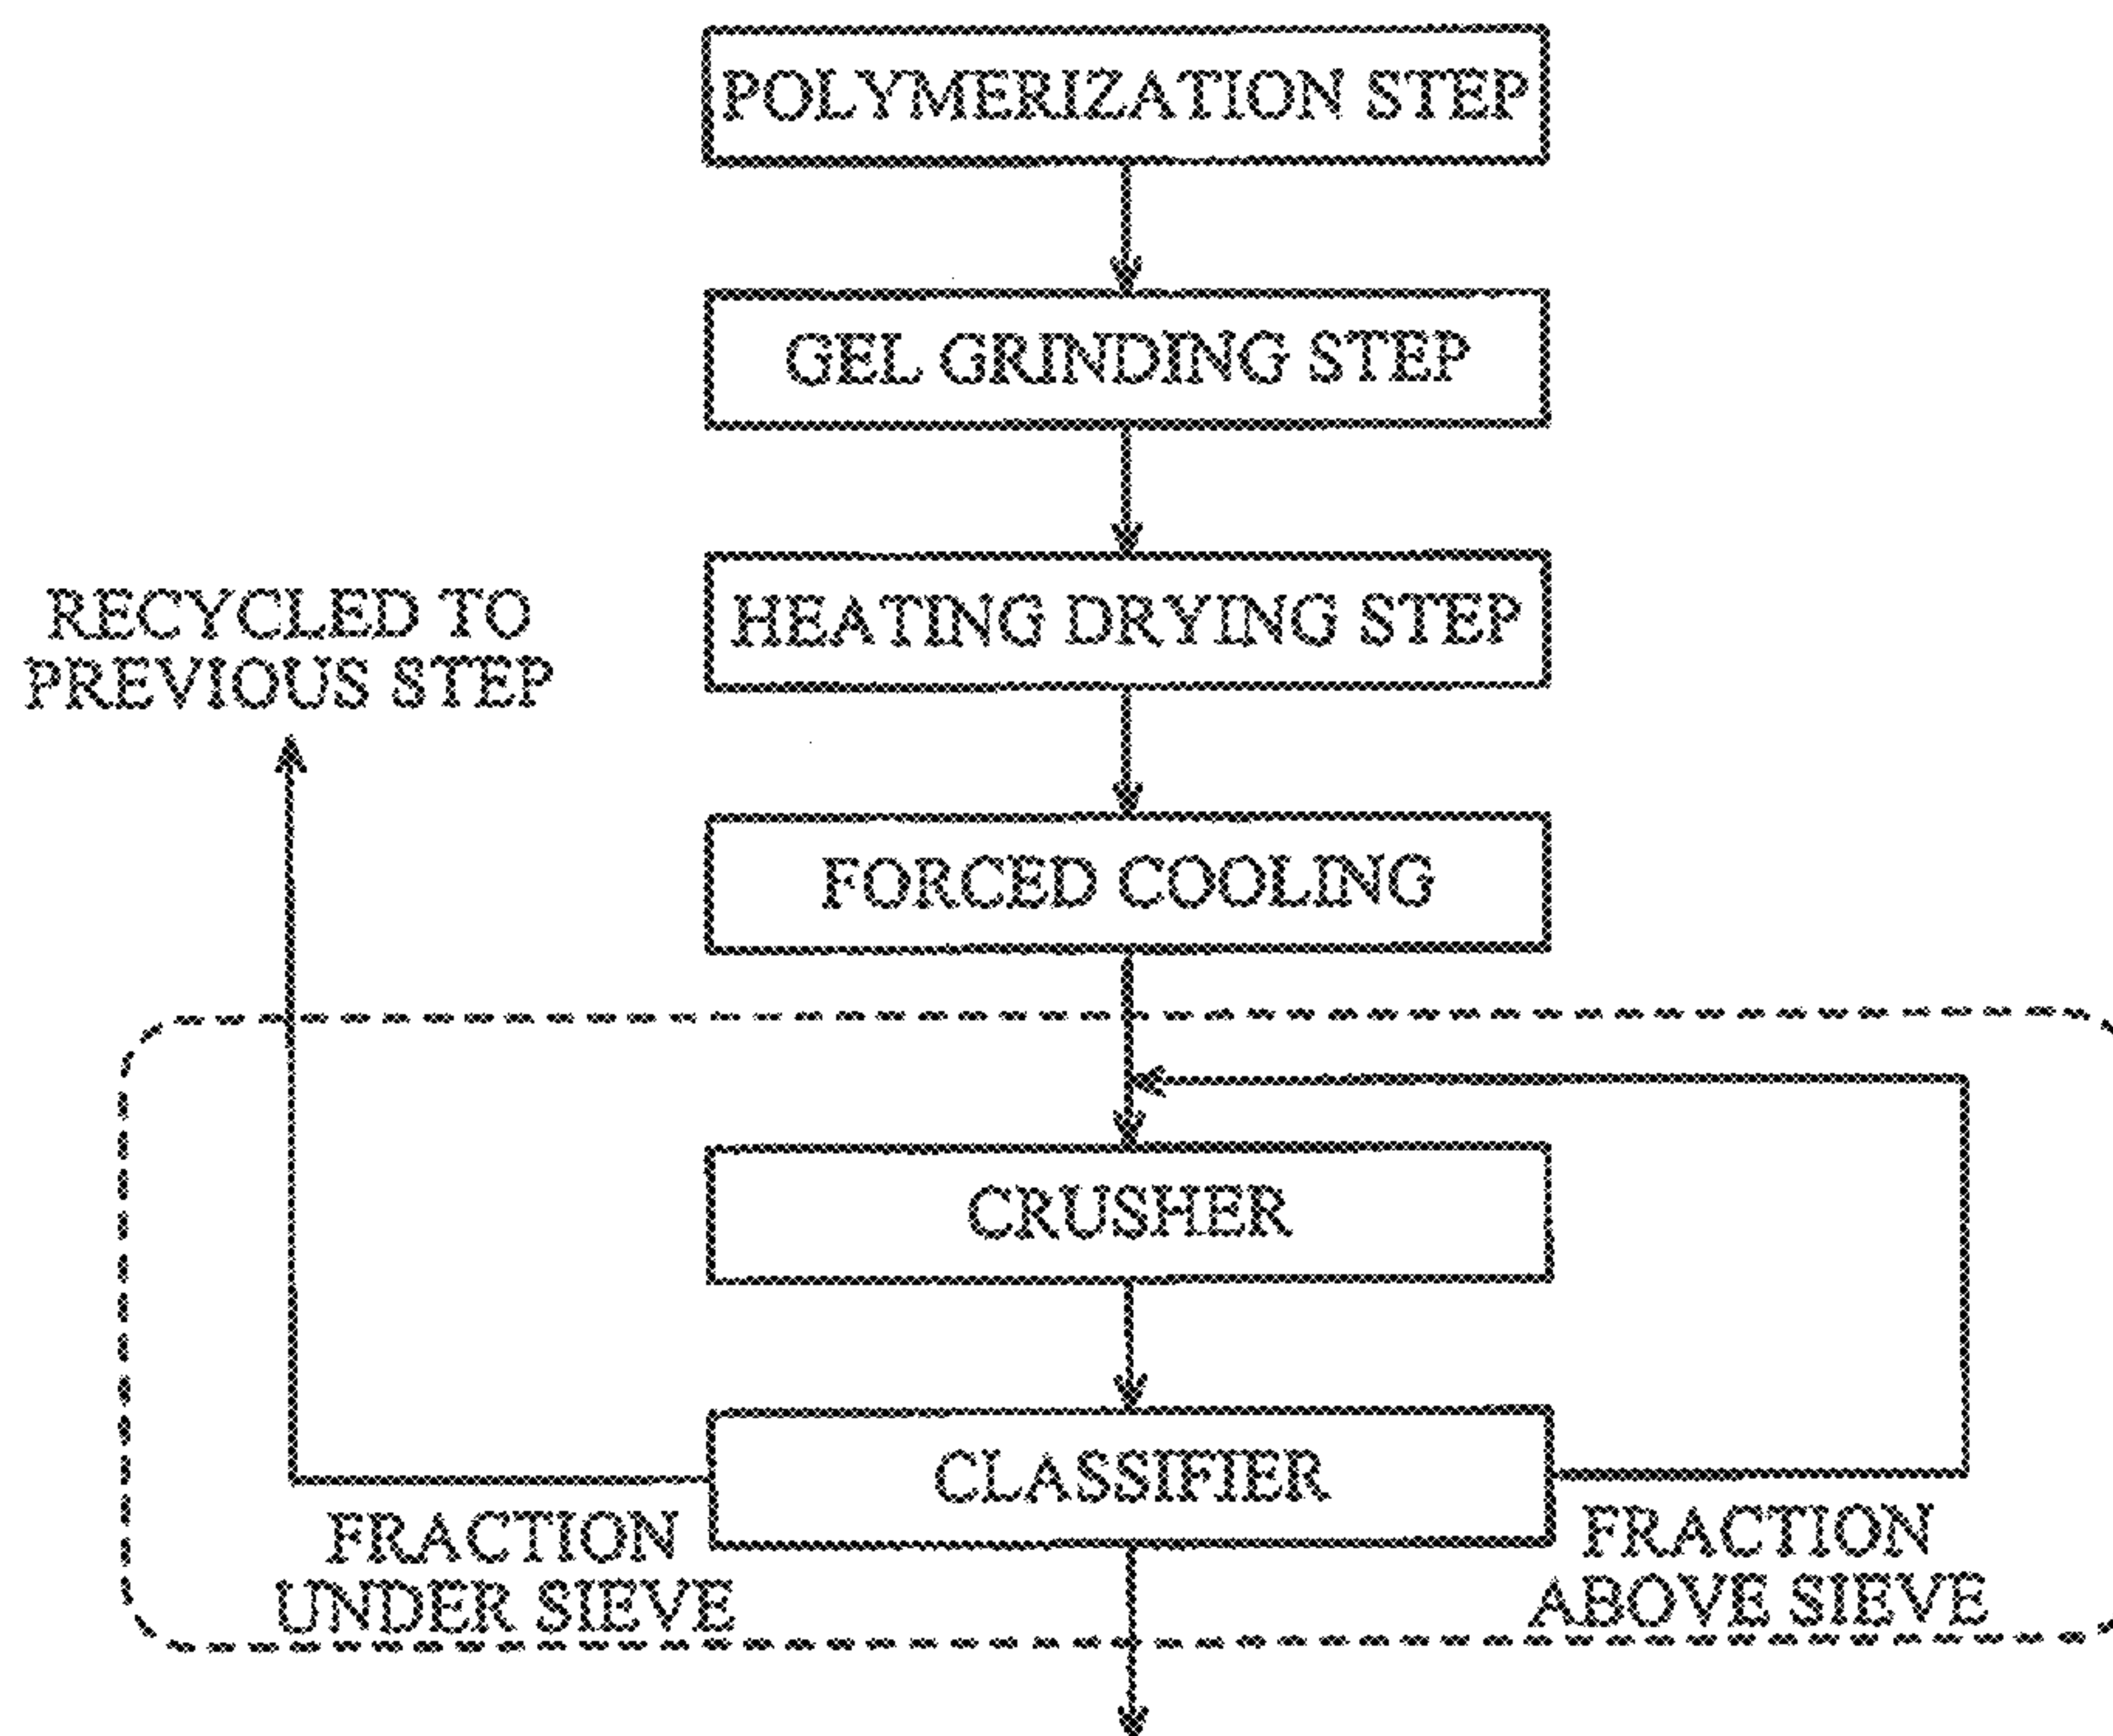 POLYMERIZATION STEP
GEL GRINDING STEP
HEATING DRYING STEP
RECYCLED TO
PREVIOUS STEP
FORCED COOLING
CRUSHER
CLASSIFIER
FRACTION
UNDER SIEVE
FRACTION
ABOVE SIEVE